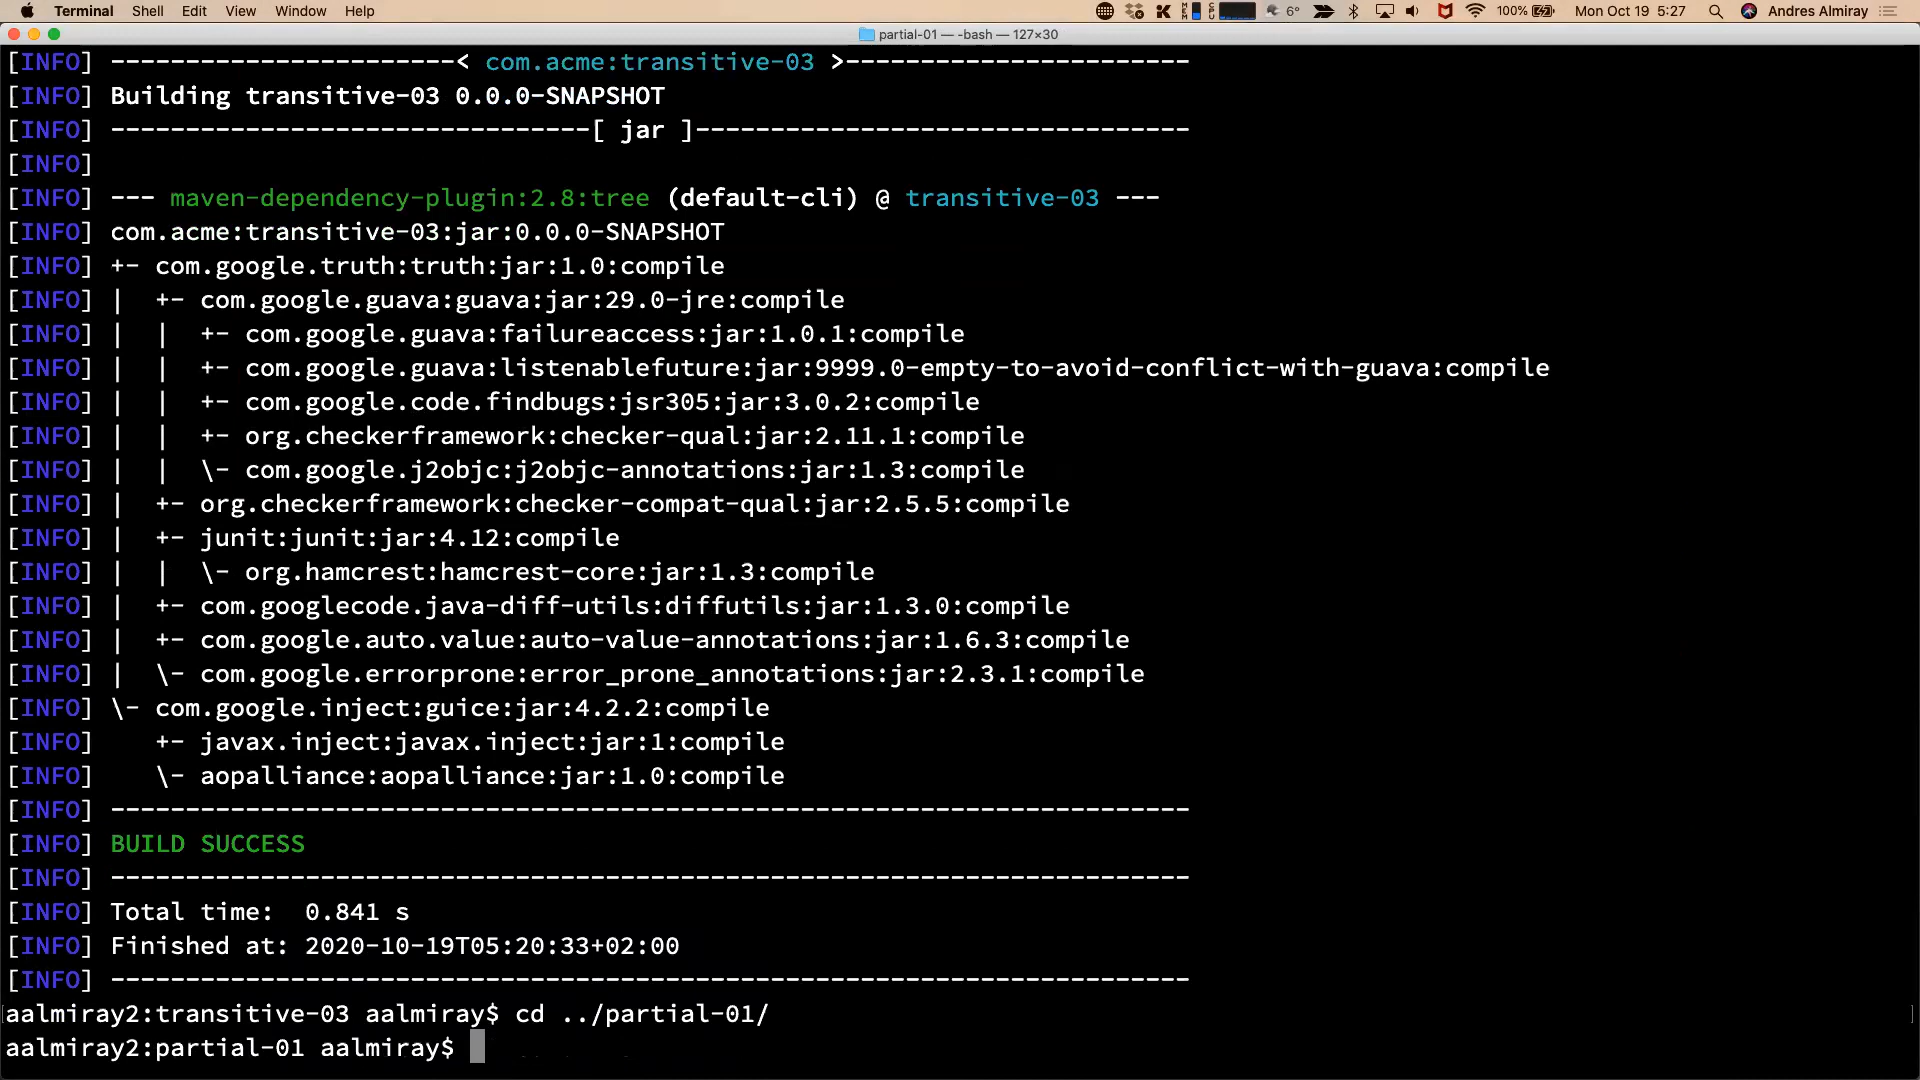 Terminal Shell Edit View Window Help 6° 100% Mon Oct 19 5:27 Andres Almiray
partial-01 — -bash — 127×30
[INFO] -----------------------< com.acme:transitive-03 >-----------------------
[INFO] Building transitive-03 0.0.0-SNAPSHOT
[INFO] --------------------------------[ jar ]---------------------------------
[INFO]
[INFO] --- maven-dependency-plugin:2.8:tree (default-cli) @ transitive-03 ---
[INFO] com.acme:transitive-03:jar:0.0.0-SNAPSHOT
[INFO] +- com.google.truth:truth:jar:1.0:compile
[INFO] |  +- com.google.guava:guava:jar:29.0-jre:compile
[INFO] |  |  +- com.google.guava:failureaccess:jar:1.0.1:compile
[INFO] |  |  +- com.google.guava:listenablefuture:jar:9999.0-empty-to-avoid-conflict-with-guava:compile
[INFO] |  |  +- com.google.code.findbugs:jsr305:jar:3.0.2:compile
[INFO] |  |  +- org.checkerframework:checker-qual:jar:2.11.1:compile
[INFO] |  |  \- com.google.j2objc:j2objc-annotations:jar:1.3:compile
[INFO] |  +- org.checkerframework:checker-compat-qual:jar:2.5.5:compile
[INFO] |  +- junit:junit:jar:4.12:compile
[INFO] |  |  \- org.hamcrest:hamcrest-core:jar:1.3:compile
[INFO] |  +- com.googlecode.java-diff-utils:diffutils:jar:1.3.0:compile
[INFO] |  +- com.google.auto.value:auto-value-annotations:jar:1.6.3:compile
[INFO] |  \- com.google.errorprone:error_prone_annotations:jar:2.3.1:compile
[INFO] \- com.google.inject:guice:jar:4.2.2:compile
[INFO]    +- javax.inject:javax.inject:jar:1:compile
[INFO]    \- aopalliance:aopalliance:jar:1.0:compile
[INFO] ------------------------------------------------------------------------
[INFO] BUILD SUCCESS
[INFO] ------------------------------------------------------------------------
[INFO] Total time:  0.841 s
[INFO] Finished at: 2020-10-19T05:20:33+02:00
[INFO] ------------------------------------------------------------------------
aalmiray2:transitive-03 aalmiray$ cd ../partial-01/
aalmiray2:partial-01 aalmiray$